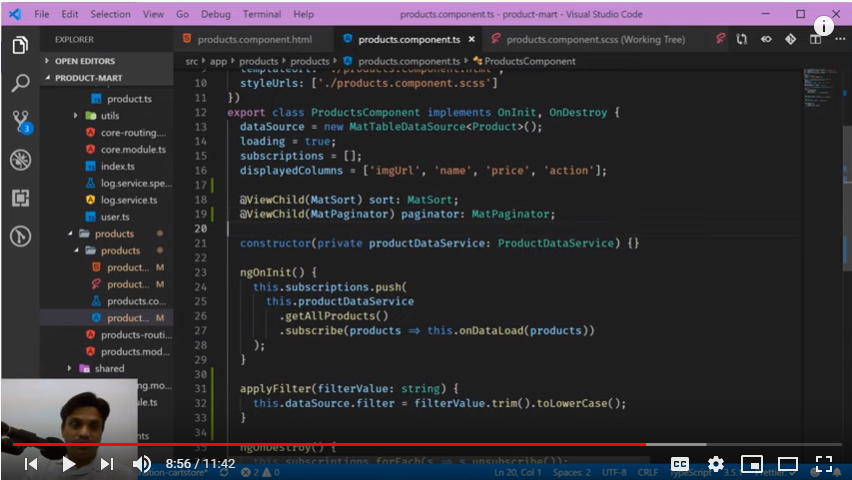 File Edit Selection View Go Debug Terminal Help products.component.ts - product-mart - Visual Studio Code
EXPLORER
OPEN EDITORS
PRODUCT-MART
product.ts
utils
core-routing....
core.module.ts
index.ts
log.service.spe...
log.service.ts
user.ts
products
products
product... M
product... M
products.co...
product... M
products-routi...
products.mod...
shared
3
products.component.html products.component.ts products.component.scss (Working Tree)
src app products products products.component.ts ProductsComponent
10 styleUrls: ['./products.component.scss']
11 })
12 export class ProductsComponent implements OnInit, OnDestroy {
13 dataSource = new MatTableDataSource<Product>();
14 loading = true;
15 subscriptions = [];
16 displayedColumns = ['imgUrl', 'name', 'price', 'action'];
17
18 @ViewChild(MatSort) sort: MatSort;
19 @ViewChild(MatPaginator) paginator: MatPaginator;
20
21 constructor(private productDataService: ProductDataService) {}
22
23 ngOnInit() {
24 this.subscriptions.push(
25 this.productDataService
26 .getAllProducts()
27 .subscribe(products => this.onDataLoad(products))
28 );
29 }
30
31 applyFilter(filterValue: string) {
32 this.dataSource.filter = filterValue.trim().toLowerCase();
33 }
34
35 ngOnDestroy() {
8:56 / 11:42
CC
2 0 Ln 20, Col 1 Spaces: 2 UTF-8 CRLF TypeScript